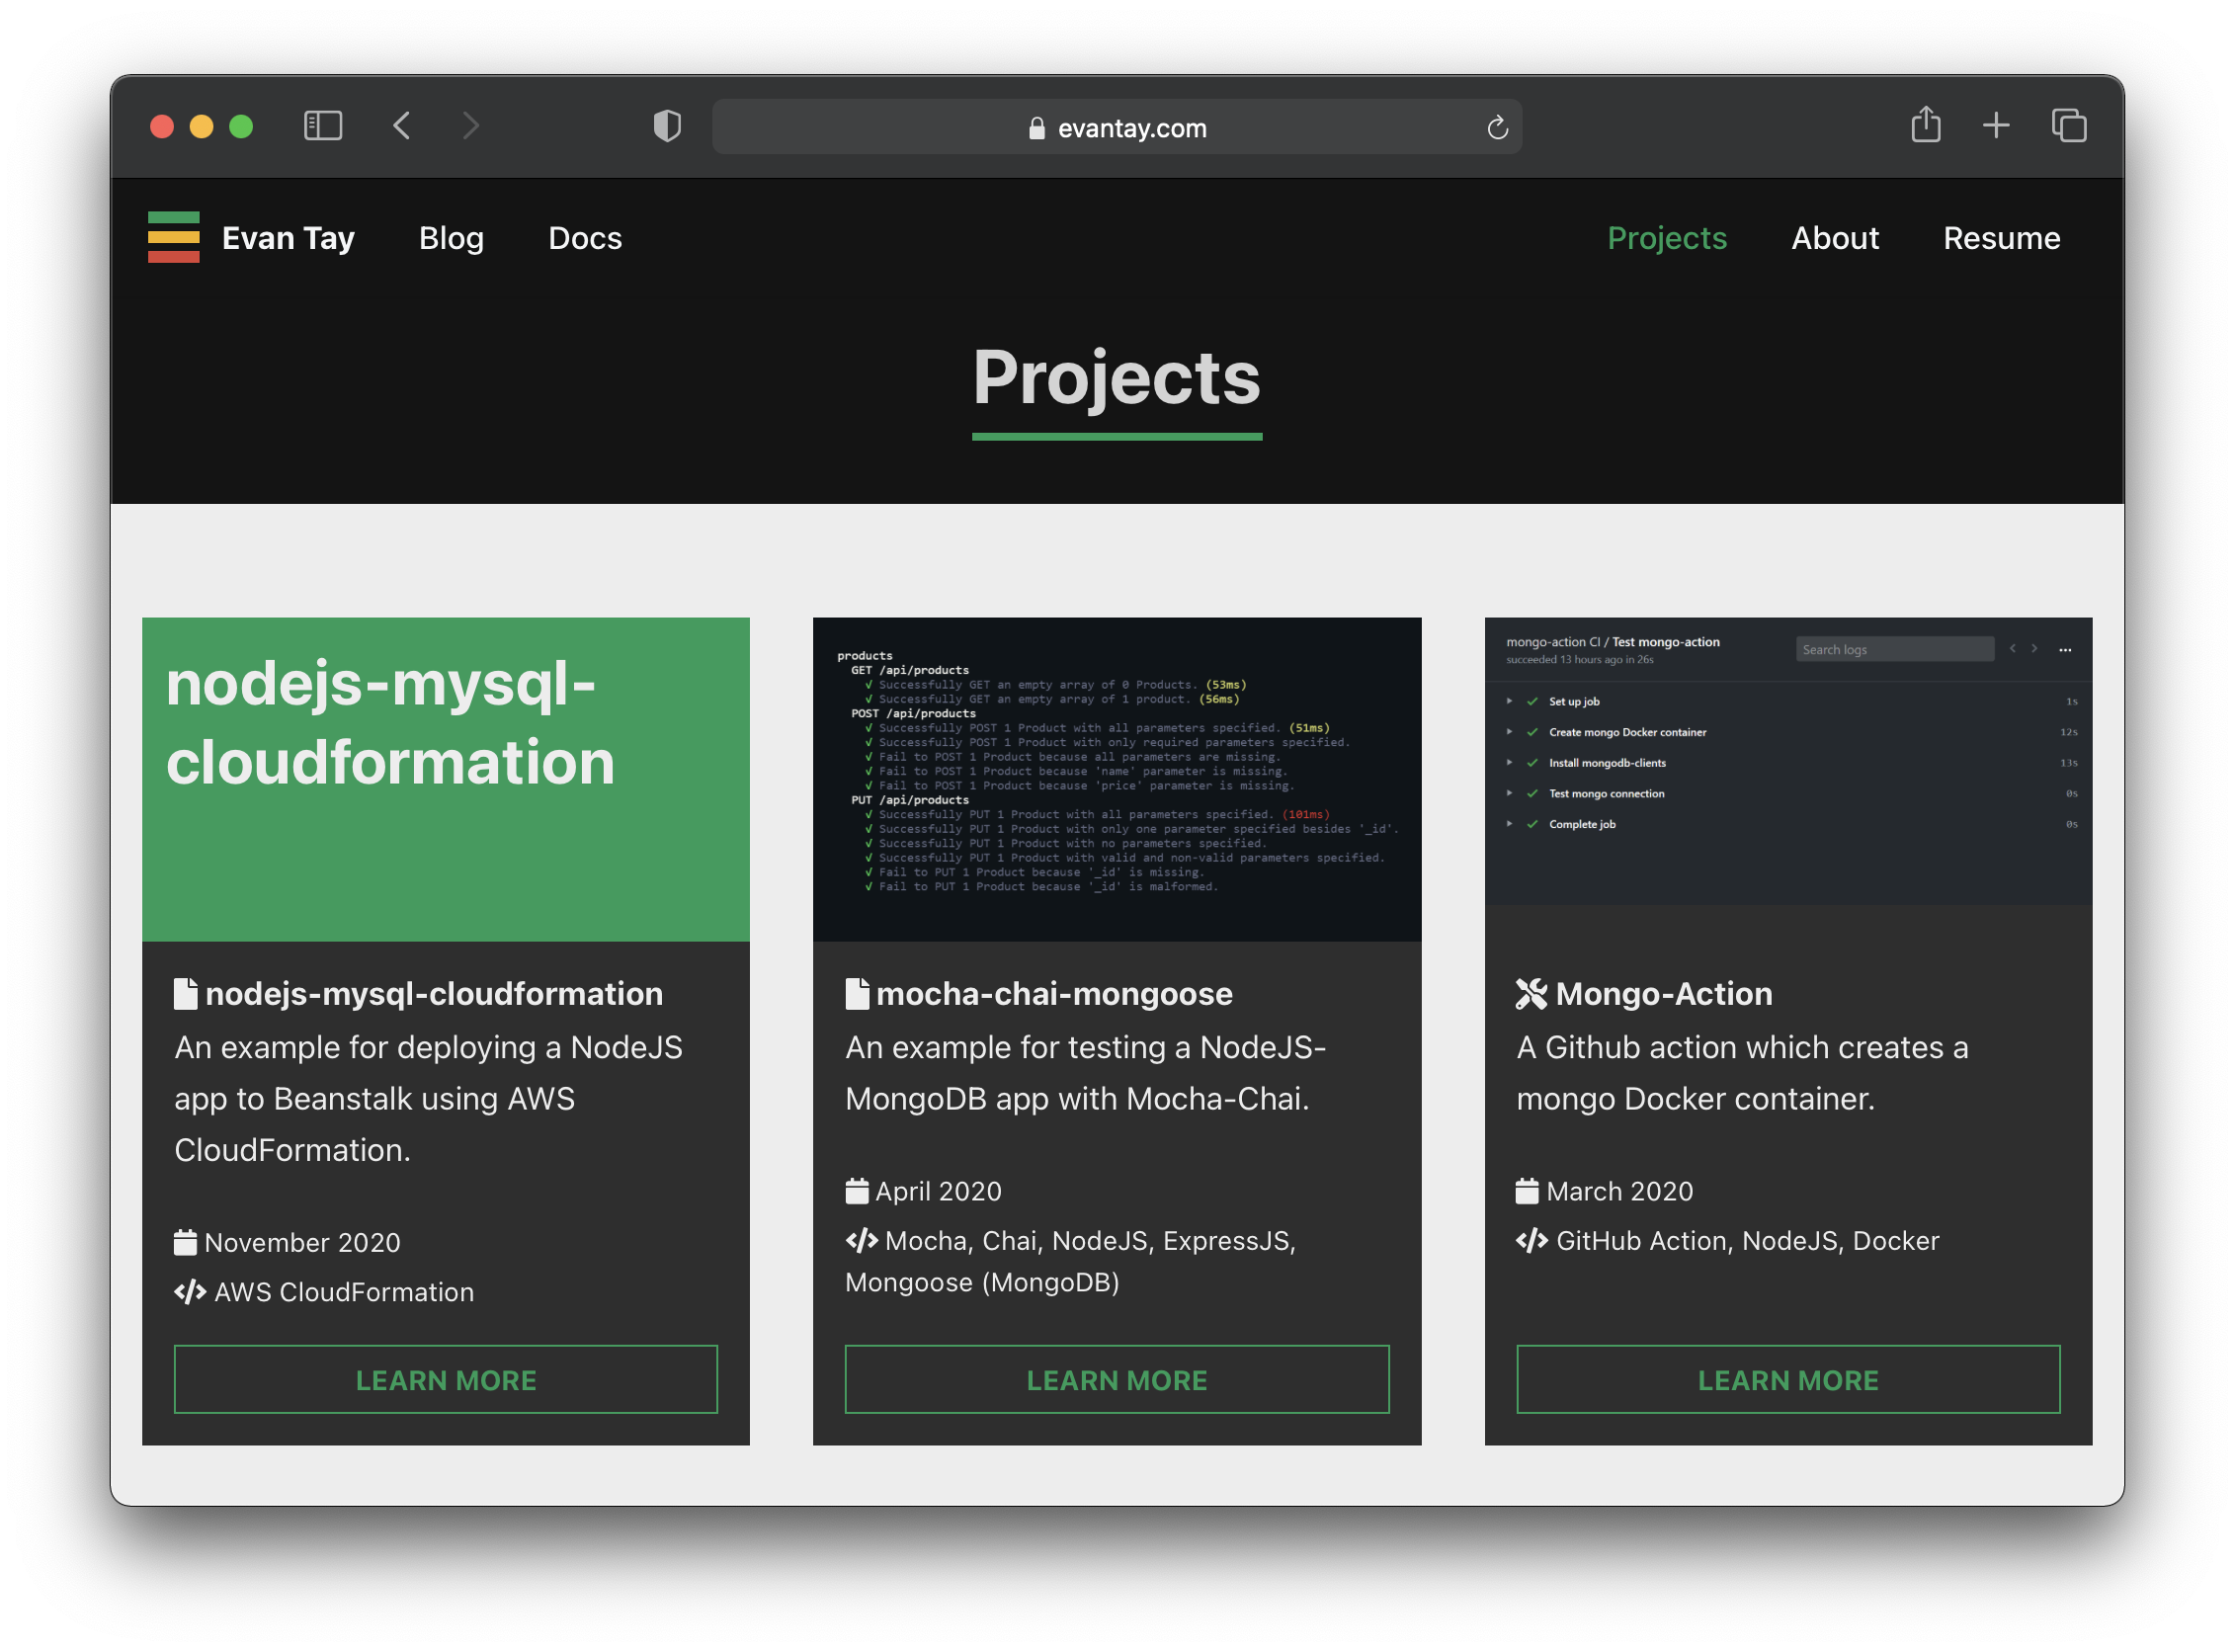 evantay.com
Evan Tay Blog Docs Projects About Resume
Projects
nodejs-mysql-
cloudformation
nodejs-mysql-cloudformation
An example for deploying a NodeJS
app to Beanstalk using AWS
CloudFormation.
November 2020
</> AWS CloudFormation
LEARN MORE
products
GET /api/products
√ Successfully GET an empty array of 0 Products. (53ms)
√ Successfully GET an empty array of 1 product. (56ms)
POST /api/products
√ Successfully POST 1 Product with all parameters specified. (51ms)
√ Successfully POST 1 Product with only required parameters specified.
√ Fail to POST 1 Product because all parameters are missing.
√ Fail to POST 1 Product because 'name' parameter is missing.
√ Fail to POST 1 Product because 'price' parameter is missing.
PUT /api/products
√ Successfully PUT 1 Product with all parameters specified. (101ms)
√ Successfully PUT 1 Product with only one parameter specified besides '_id'.
√ Successfully PUT 1 Product with no parameters specified.
√ Successfully PUT 1 Product with valid and non-valid parameters specified.
√ Fail to PUT 1 Product because '_id' is missing.
√ Fail to PUT 1 Product because '_id' is malformed.
mocha-chai-mongoose
An example for testing a NodeJS-
MongoDB app with Mocha-Chai.
April 2020
</> Mocha, Chai, NodeJS, ExpressJS,
Mongoose (MongoDB)
LEARN MORE
mongo-action CI / Test mongo-action
succeeded 13 hours ago in 26s
Search logs
Set up job 1s
Create mongo Docker container 12s
Install mongodb-clients 13s
Test mongo connection 0s
Complete job 0s
Mongo-Action
A Github action which creates a
mongo Docker container.
March 2020
</> GitHub Action, NodeJS, Docker
LEARN MORE